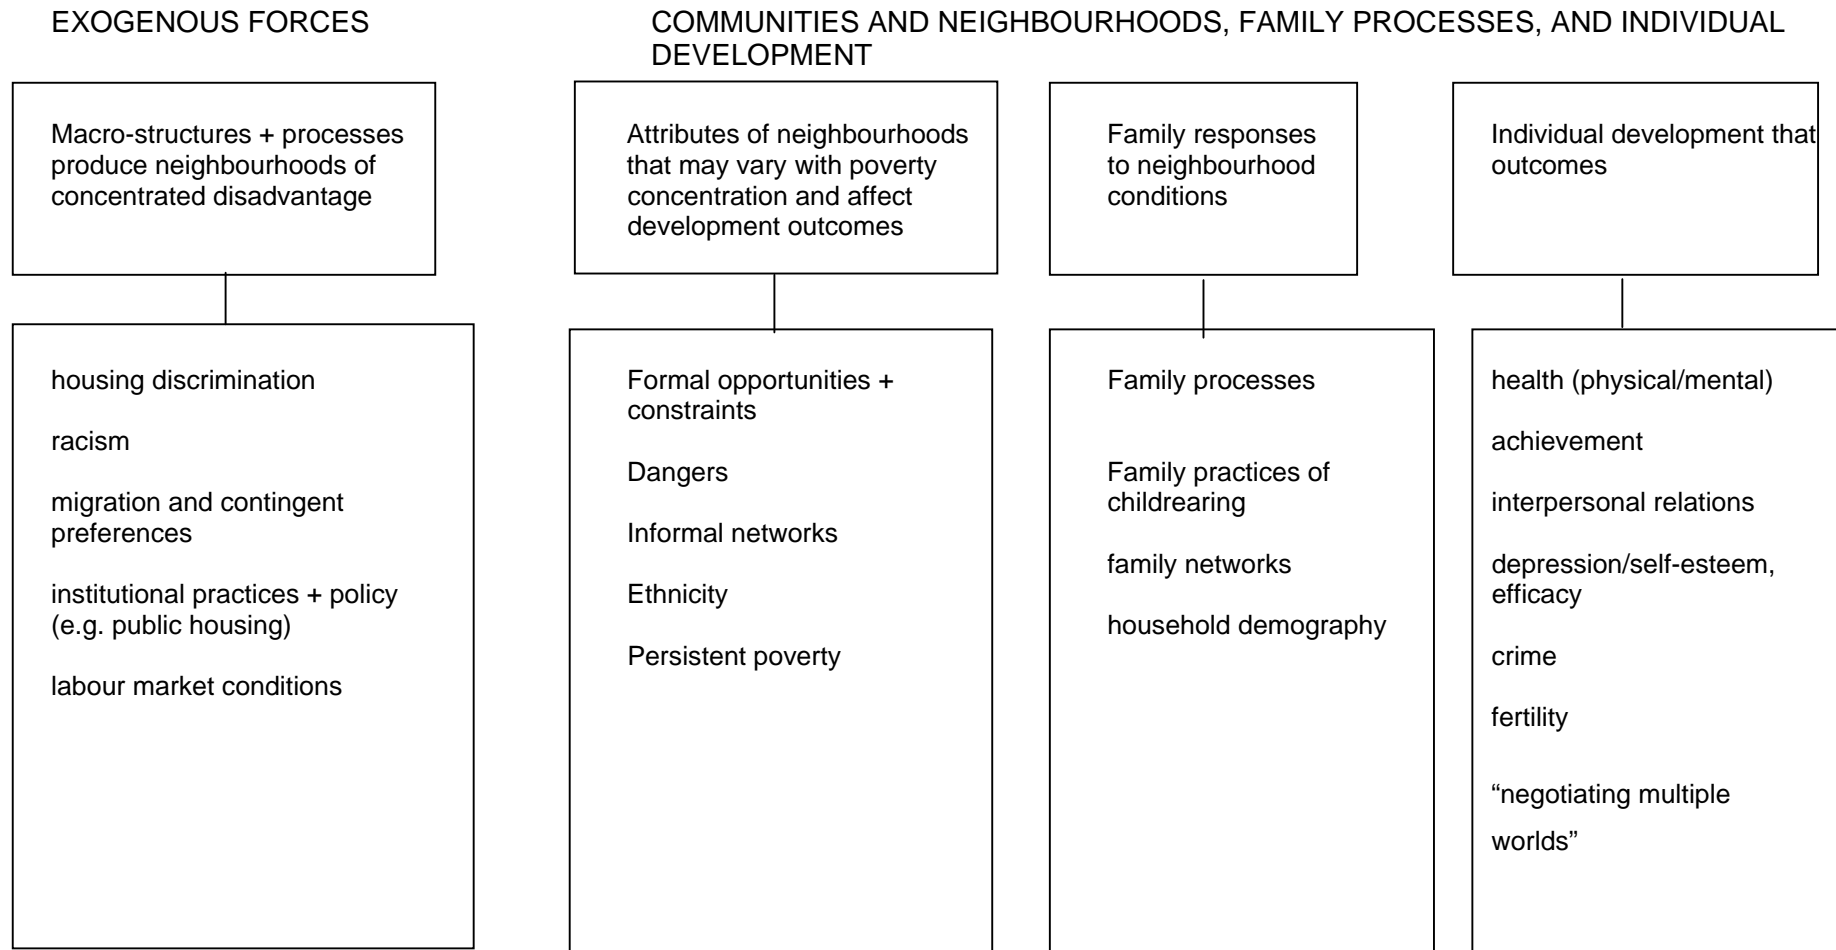 EXOGENOUS FORCES
COMMUNITIES AND NEIGHBOURHOODS, FAMILY PROCESSES, AND INDIVIDUAL
DEVELOPMENT
Macro-structures + processes
produce neighbourhoods of
concentrated disadvantage
Attributes of neighbourhoods
that may vary with poverty
concentration and affect
development outcomes
Family responses
to neighbourhood
conditions
Individual development that
outcomes
housing discrimination
racism
migration and contingent
preferences
institutional practices + policy
(e.g. public housing)
labour market conditions
Formal opportunities +
constraints
Dangers
Informal networks
Ethnicity
Persistent poverty
Family processes
Family practices of
childrearing
family networks
household demography
health (physical/mental)
achievement
interpersonal relations
depression/self-esteem,
efficacy
crime
fertility
“negotiating multiple
worlds”